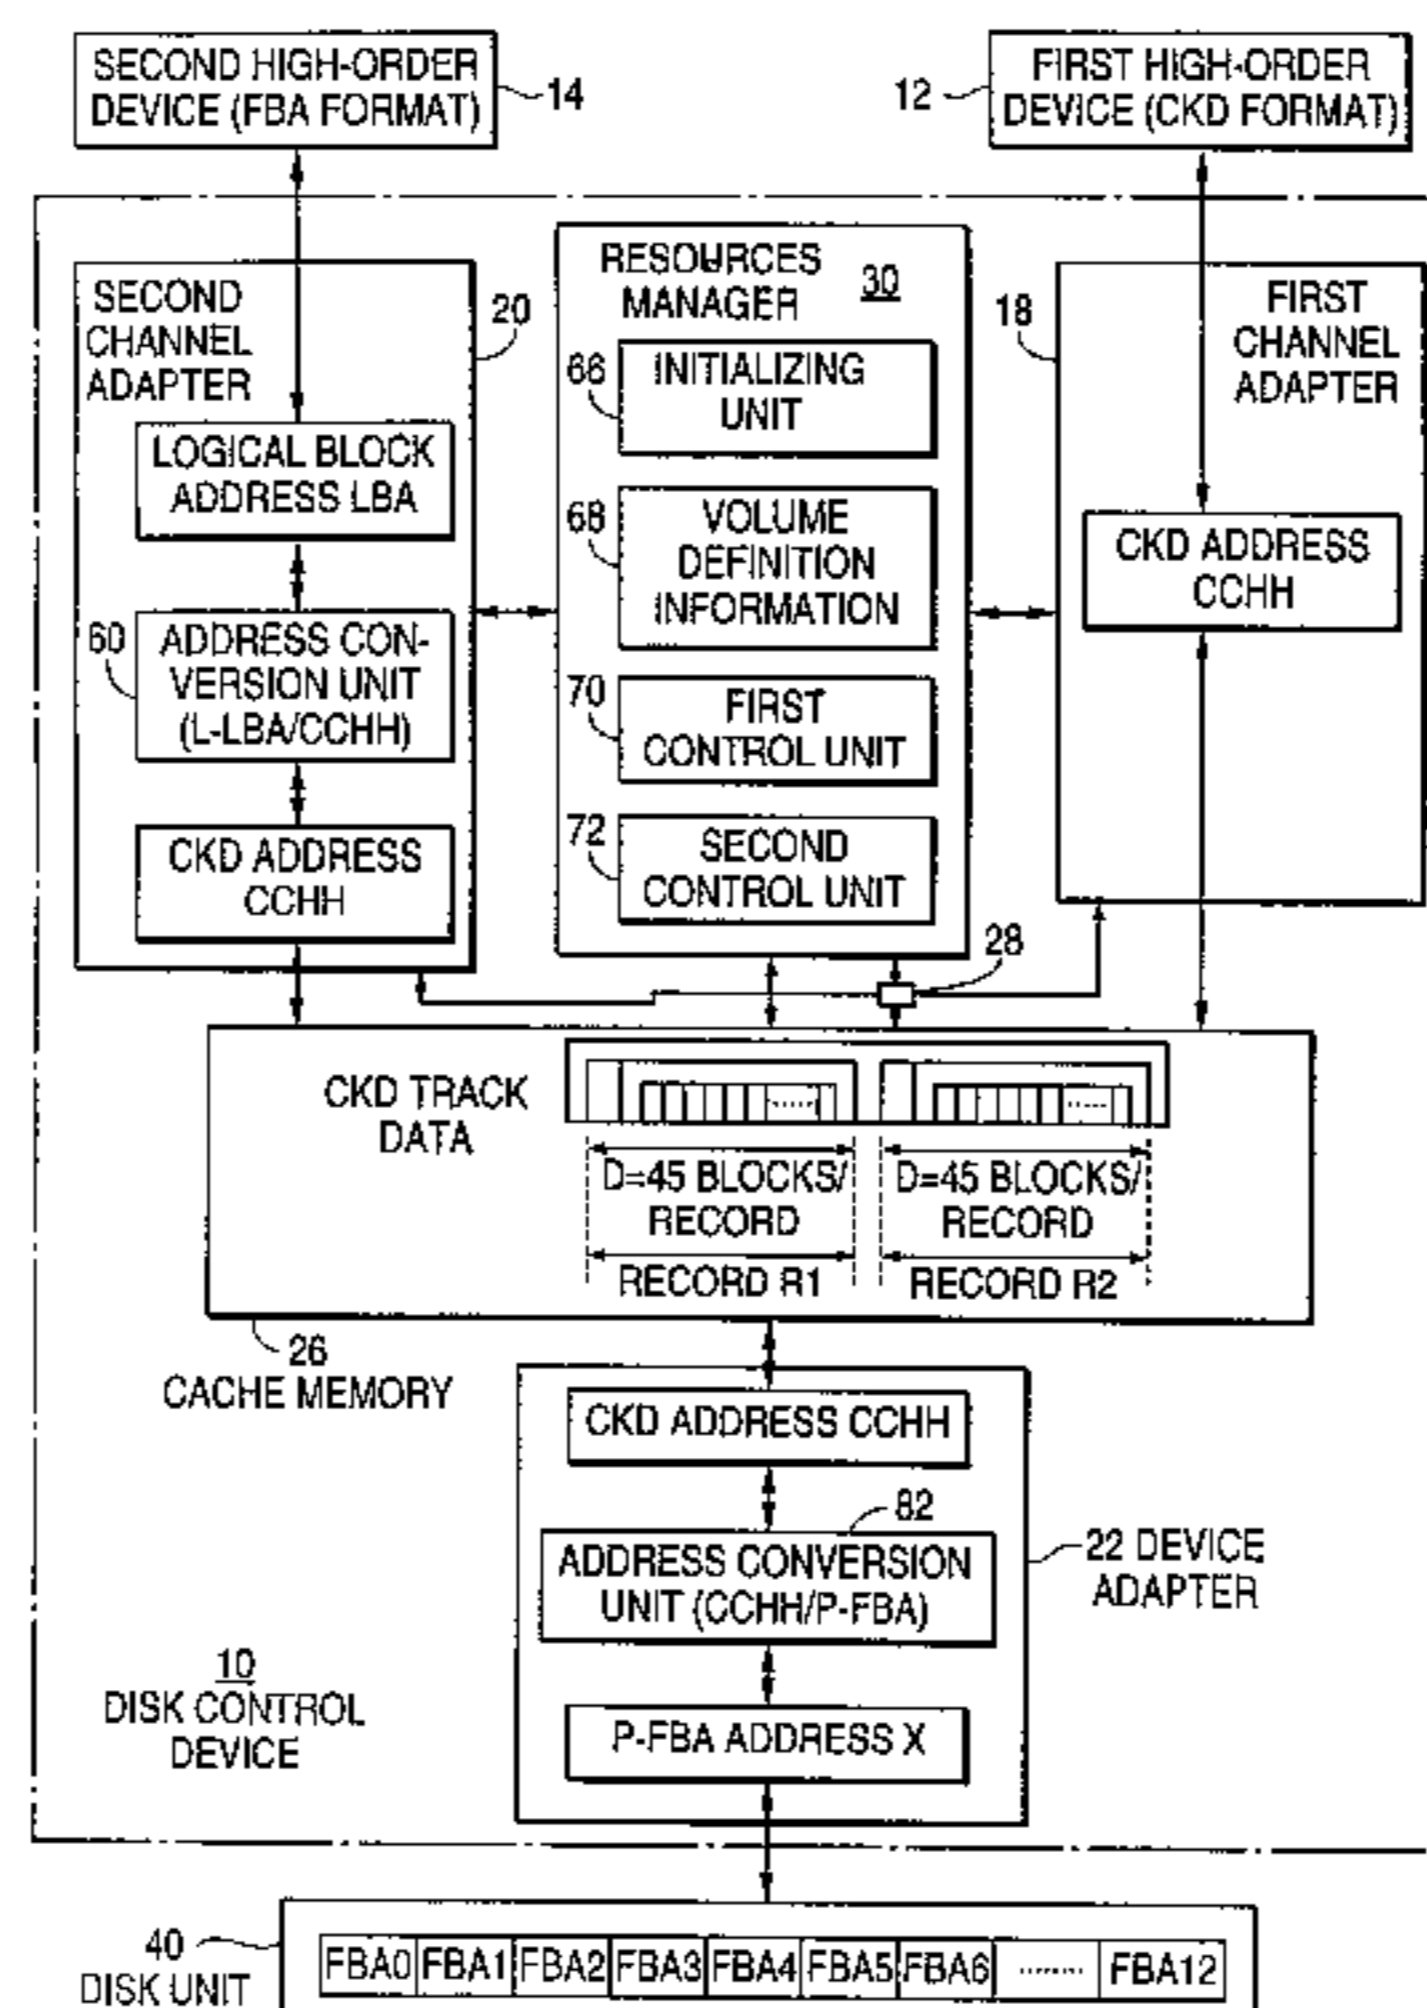 SECOND HIGH-ORDER
DEVICE (FBA FORMAT)
14
12
FIRST HIGH-ORDER
DEVICE (CKD FORMAT)
SECOND
CHANNEL
ADAPTER
20
LOGICAL BLOCK
ADDRESS LBA
60
ADDRESS CON-
VERSION UNIT
(L-LBA/CCHH)
CKD ADDRESS
CCHH
RESOURCES
MANAGER
30
66
INITIALIZING
UNIT
68
VOLUME
DEFINITION
INFORMATION
70
FIRST
CONTROL UNIT
72
SECOND
CONTROL UNIT
28
18
FIRST
CHANNEL
ADAPTER
CKD ADDRESS
CCHH
CKD TRACK
DATA
D=45 BLOCKS/
RECORD
RECORD R1
D=45 BLOCKS/
RECORD
RECORD R2
26
CACHE MEMORY
CKD ADDRESS CCHH
82
ADDRESS CONVERSION
UNIT (CCHH/P-FBA)
P-FBA ADDRESS X
22 DEVICE
ADAPTER
10
DISK CONTROL
DEVICE
40
DISK UNIT
FBA0 FBA1 FBA2 FBA3 FBA4 FBA5 FBA6 ........ FBA12